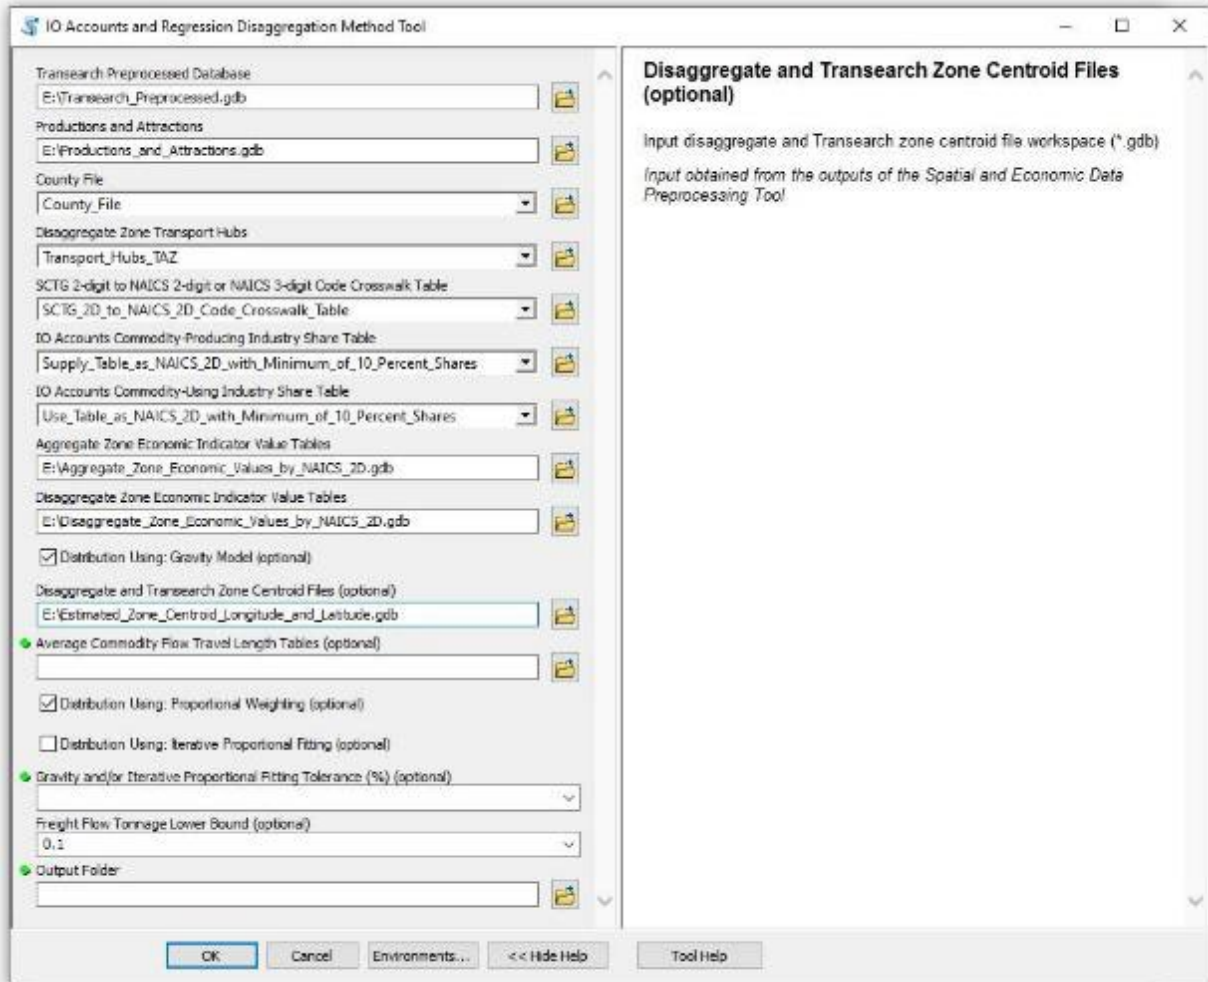 IO Accounts and Regression Disaggregation Method Tool
Transearch Preprocessed Database
E:\Transearch_Preprocessed.gdb
Productions and Attractions
E:\Productions_and_Attractions.gdb
County File
County_File
Disaggregate Zone Transport Hubs
Transport_Hubs_TAZ
SCTG 2-digit to NAICS 2-digit or NAICS 3-digit Code Crosswalk Table
SCTG_2D_to_NAICS_2D_Code_Crosswalk_Table
IO Accounts Commodity-Producing Industry Share Table
Supply_Table_as_NAICS_2D_with_Minimum_of_10_Percent_Shares
IO Accounts Commodity-Using Industry Share Table
Use_Table_as_NAICS_2D_with_Minimum_of_10_Percent_Shares
Aggregate Zone Economic Indicator Value Tables
E:\Aggregate_Zone_Economic_Values_by_NAICS_2D.gdb
Disaggregate Zone Economic Indicator Value Tables
E:\Disaggregate_Zone_Economic_Values_by_NAICS_2D.gdb
Distribution Using: Gravity Model (optional)
Disaggregate and Transearch Zone Centroid Files (optional)
E:\Estimated_Zone_Centroid_Longitude_and_Latitude.gdb
Average Commodity Flow Travel Length Tables (optional)
Distribution Using: Proportional Weighting (optional)
Distribution Using: Iterative Proportional Fitting (optional)
Gravity and/or Iterative Proportional Fitting Tolerance (%) (optional)
Freight Flow Tonnage Lower Bound (optional)
0.1
Output Folder
Disaggregate and Transearch Zone Centroid Files
(optional)
Input disaggregate and Transearch zone centroid file workspace (*.gdb)
Input obtained from the outputs of the Spatial and Economic Data
Preprocessing Tool
OK
Cancel
Environments...
<< Hide Help
Tool Help